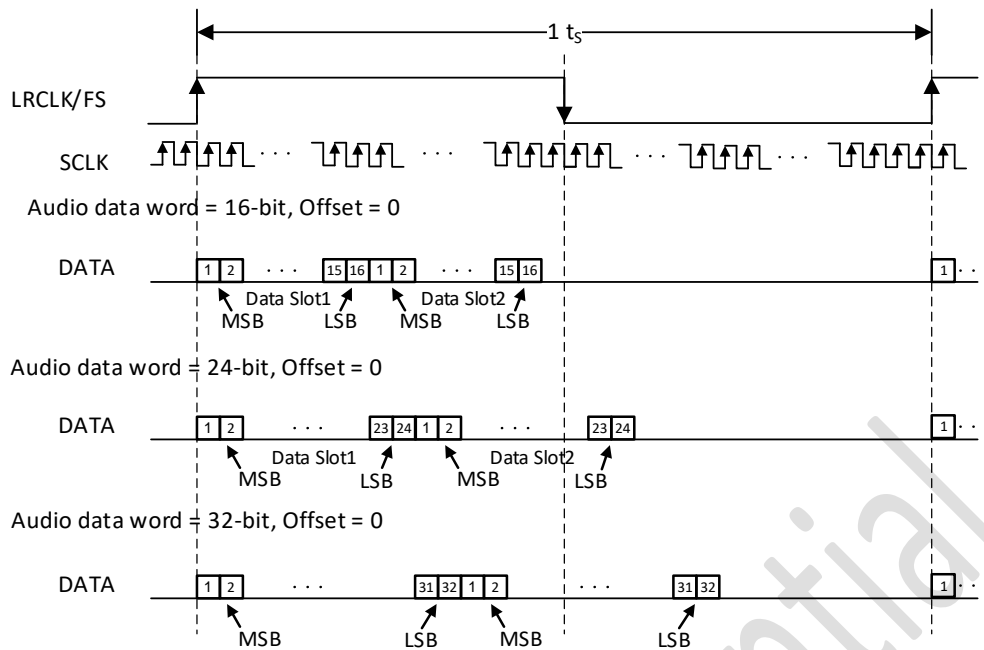 1 tS
LRCLK/FS
SCLK
. . .
. . .
. . .
. . .
Audio data word = 16-bit, Offset = 0
DATA
1 2 . . . 15 16 1 2 . . . 15 16 1 . .
Data Slot1 Data Slot2
MSB LSB MSB LSB
Audio data word = 24-bit, Offset = 0
DATA
1 2 . . . 23 24 1 2 . . . 23 24 1 . .
Data Slot1 Data Slot2
MSB LSB MSB LSB
Audio data word = 32-bit, Offset = 0
DATA
1 2 . . . 31 32 1 2 . . . 31 32 1 . .
MSB LSB MSB LSB
ntial